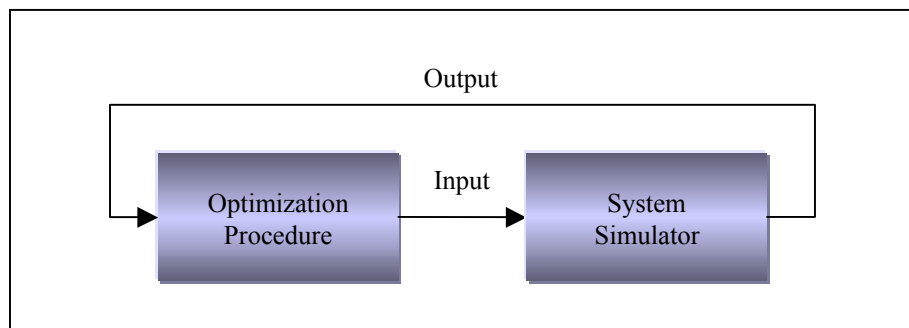 Output
Input
Optimization
Procedure
System
Simulator